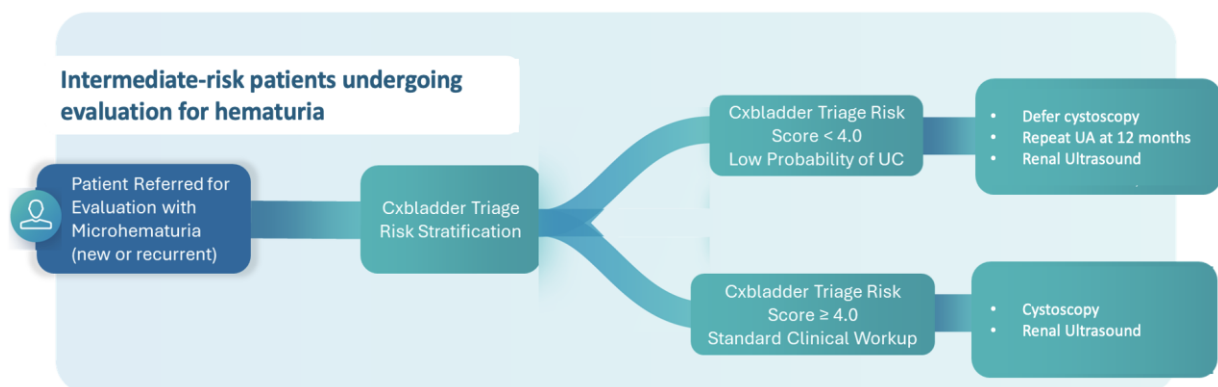 Intermediate-risk patients undergoing
evaluation for hematuria
Patient Referred for
Evaluation with
Microhematuria
(new or recurrent)
Cxbladder Triage
Risk Stratification
Cxbladder Triage Risk
Score < 4.0
Low Probability of UC
• Defer cystoscopy
• Repeat UA at 12 months
• Renal Ultrasound
Cxbladder Triage Risk
Score ≥ 4.0
Standard Clinical Workup
• Cystoscopy
• Renal Ultrasound